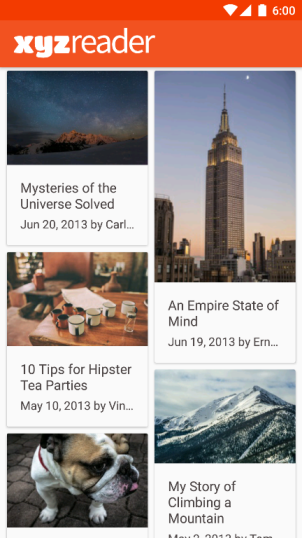 6:00
xyzreader
Mysteries of the
Universe Solved
Jun 20, 2013 by Carl...
An Empire State of
Mind
Jun 19, 2013 by Ern...
10 Tips for Hipster
Tea Parties
May 10, 2013 by Vin...
My Story of
Climbing a
Mountain